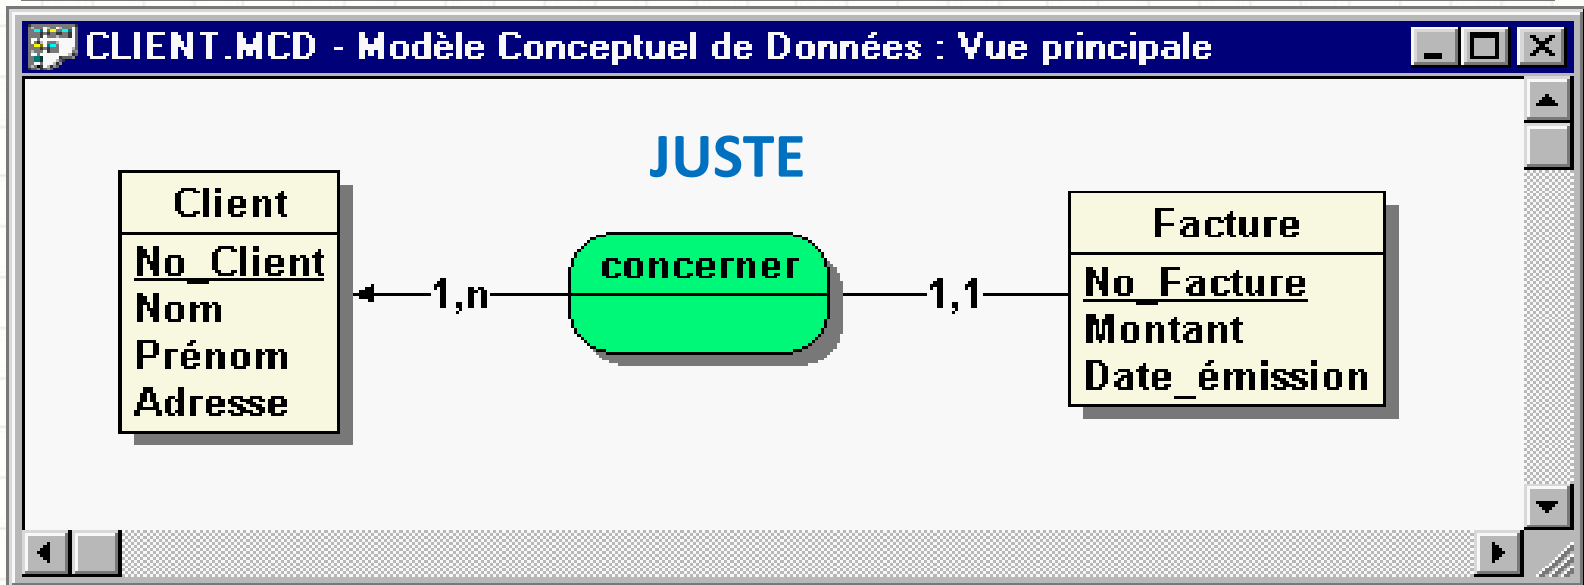 CLIENT.MCD - Modèle Conceptuel de Données : Vue principale
JUSTE
Client
No_Client
Nom
Prénom
Adresse
1,n
concerner
1,1
Facture
No_Facture
Montant
Date_émission